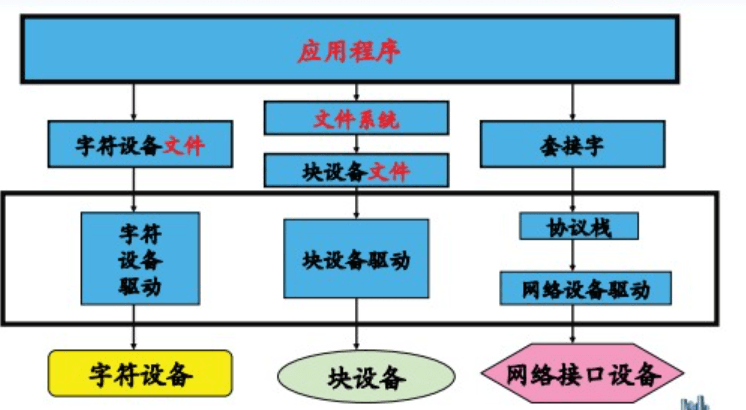 应用程序
文件系统
字符设备文件
套接字
块设备文件
字符
设备
驱动
块设备驱动
协议栈
网络设备驱动
字符设备
块设备
网络接口设备